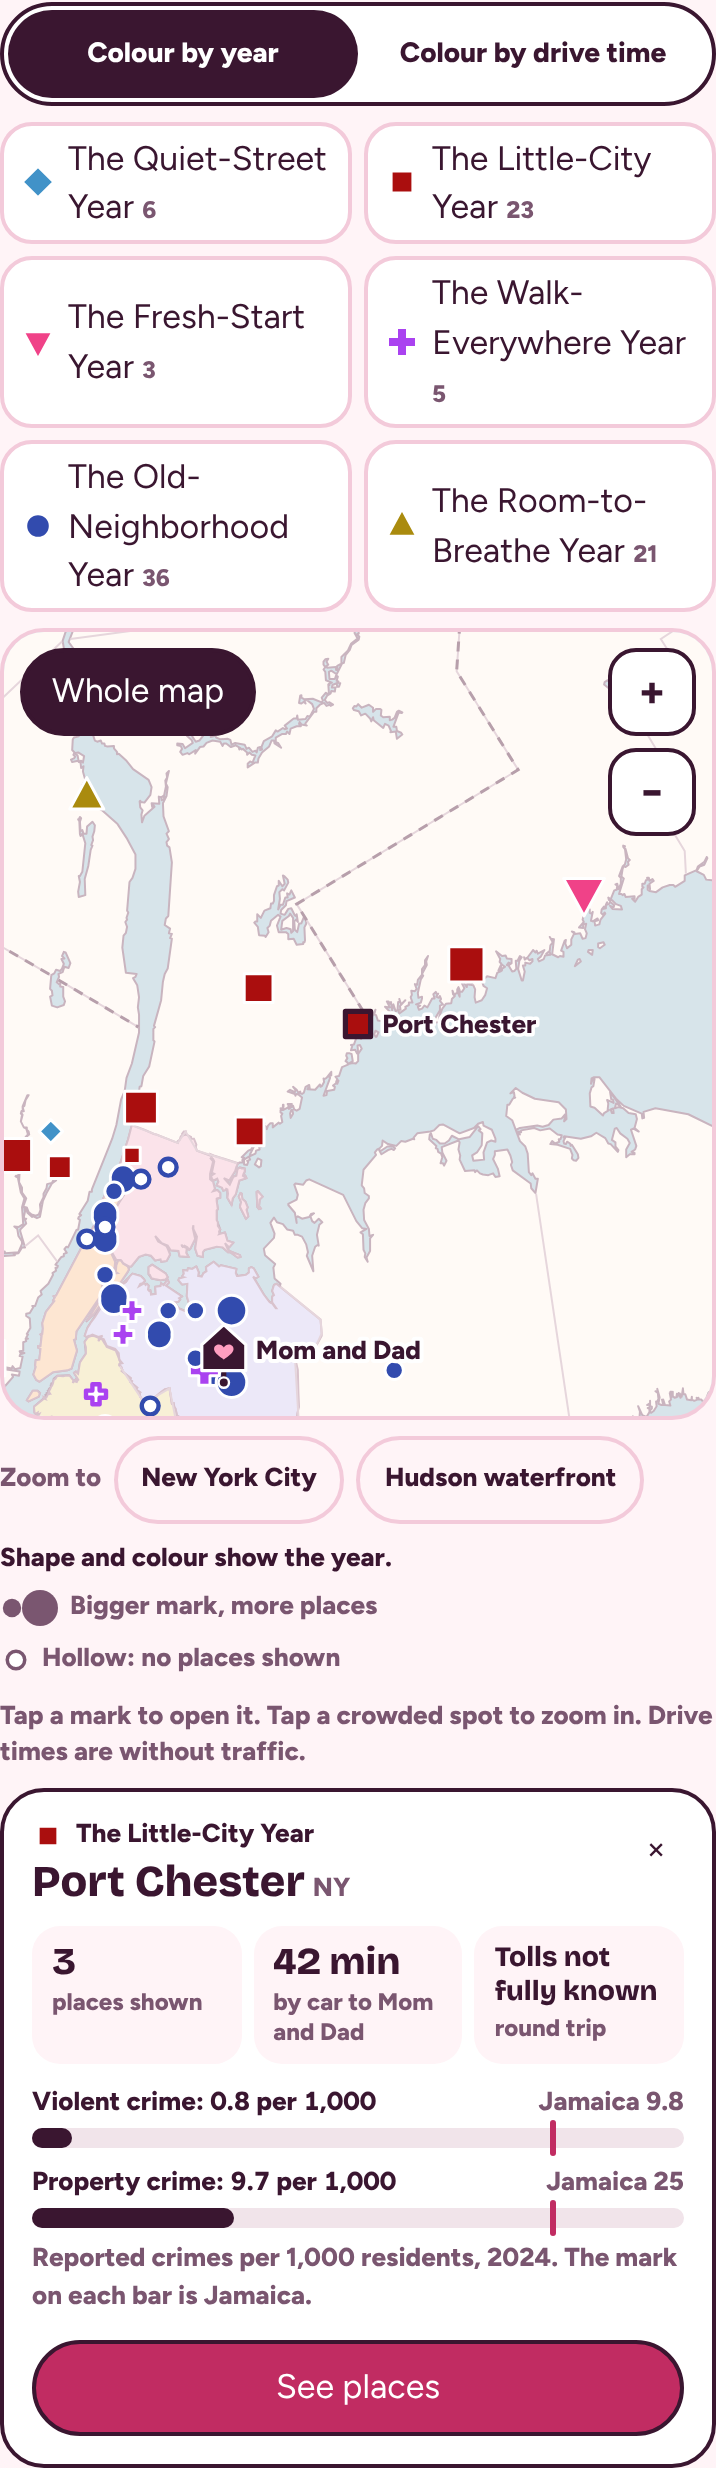 Colour by year
Colour by drive time
The Quiet-Street
Year 6
The Little-City
Year 23
The Fresh-Start
Year 3
The Walk-
Everywhere Year
5
The Old-
Neighborhood
Year 36
The Room-to-
Breathe Year 21
Whole map
+
-
Port Chester
Mom and Dad
Zoom to
New York City
Hudson waterfront
Shape and colour show the year.
Bigger mark, more places
Hollow: no places shown
Tap a mark to open it. Tap a crowded spot to zoom in. Drive
times are without traffic.
The Little-City Year
×
Port Chester NY
3
places shown
42 min
by car to Mom
and Dad
Tolls not
fully known
round trip
Violent crime: 0.8 per 1,000
Jamaica 9.8
Property crime: 9.7 per 1,000
Jamaica 25
Reported crimes per 1,000 residents, 2024. The mark
on each bar is Jamaica.
See places